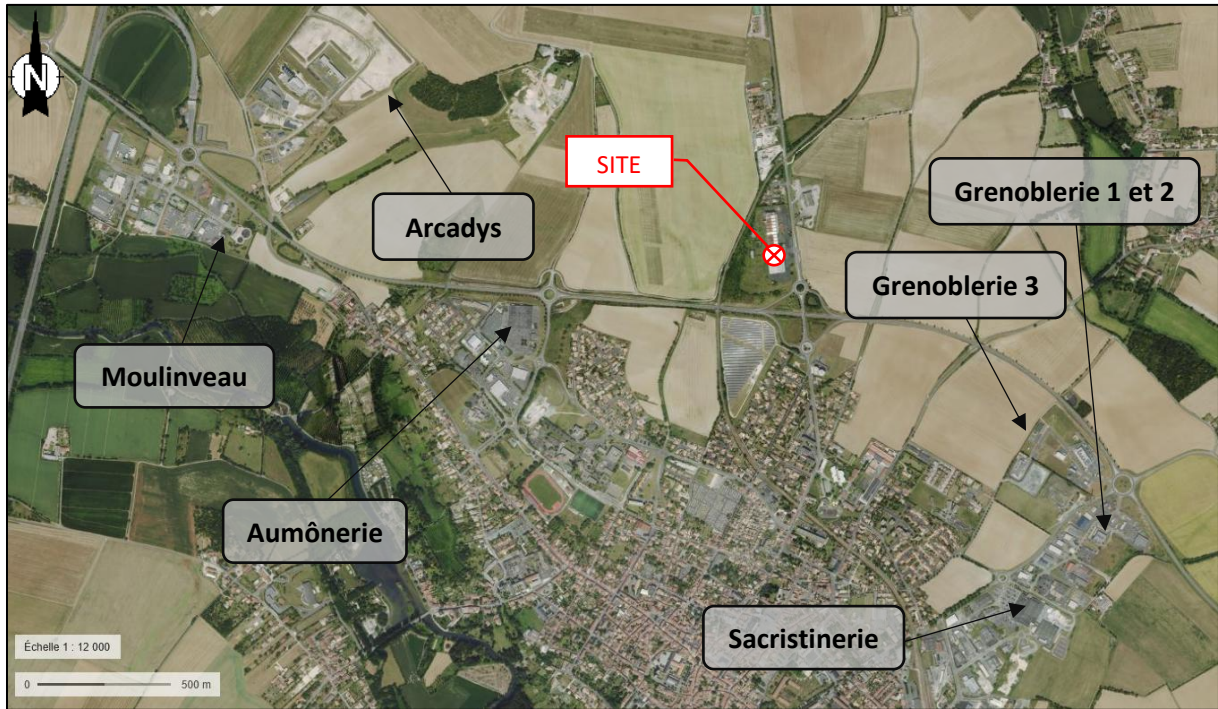 N
SITE
Grenoblerie 1 et 2
Arcadys
Grenoblerie 3
Moulinveau
Aumônerie
Sacristinerie
Échelle 1 : 12 000
0 500 m